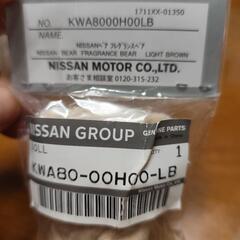 1711XX-01350
NO. KWA8000H00LB
NAME.
NISSANベア フレグランスベア
NISSAN BEAR FRAGRANCE BEAR LIGHT BROWN
NISSAN MOTOR CO.,LTD.
お客さま相談室 0120-315-232
NISSAN GROUP
GENUINE PARTS
DOLL
QTY 1
KWA80-00H00-LB